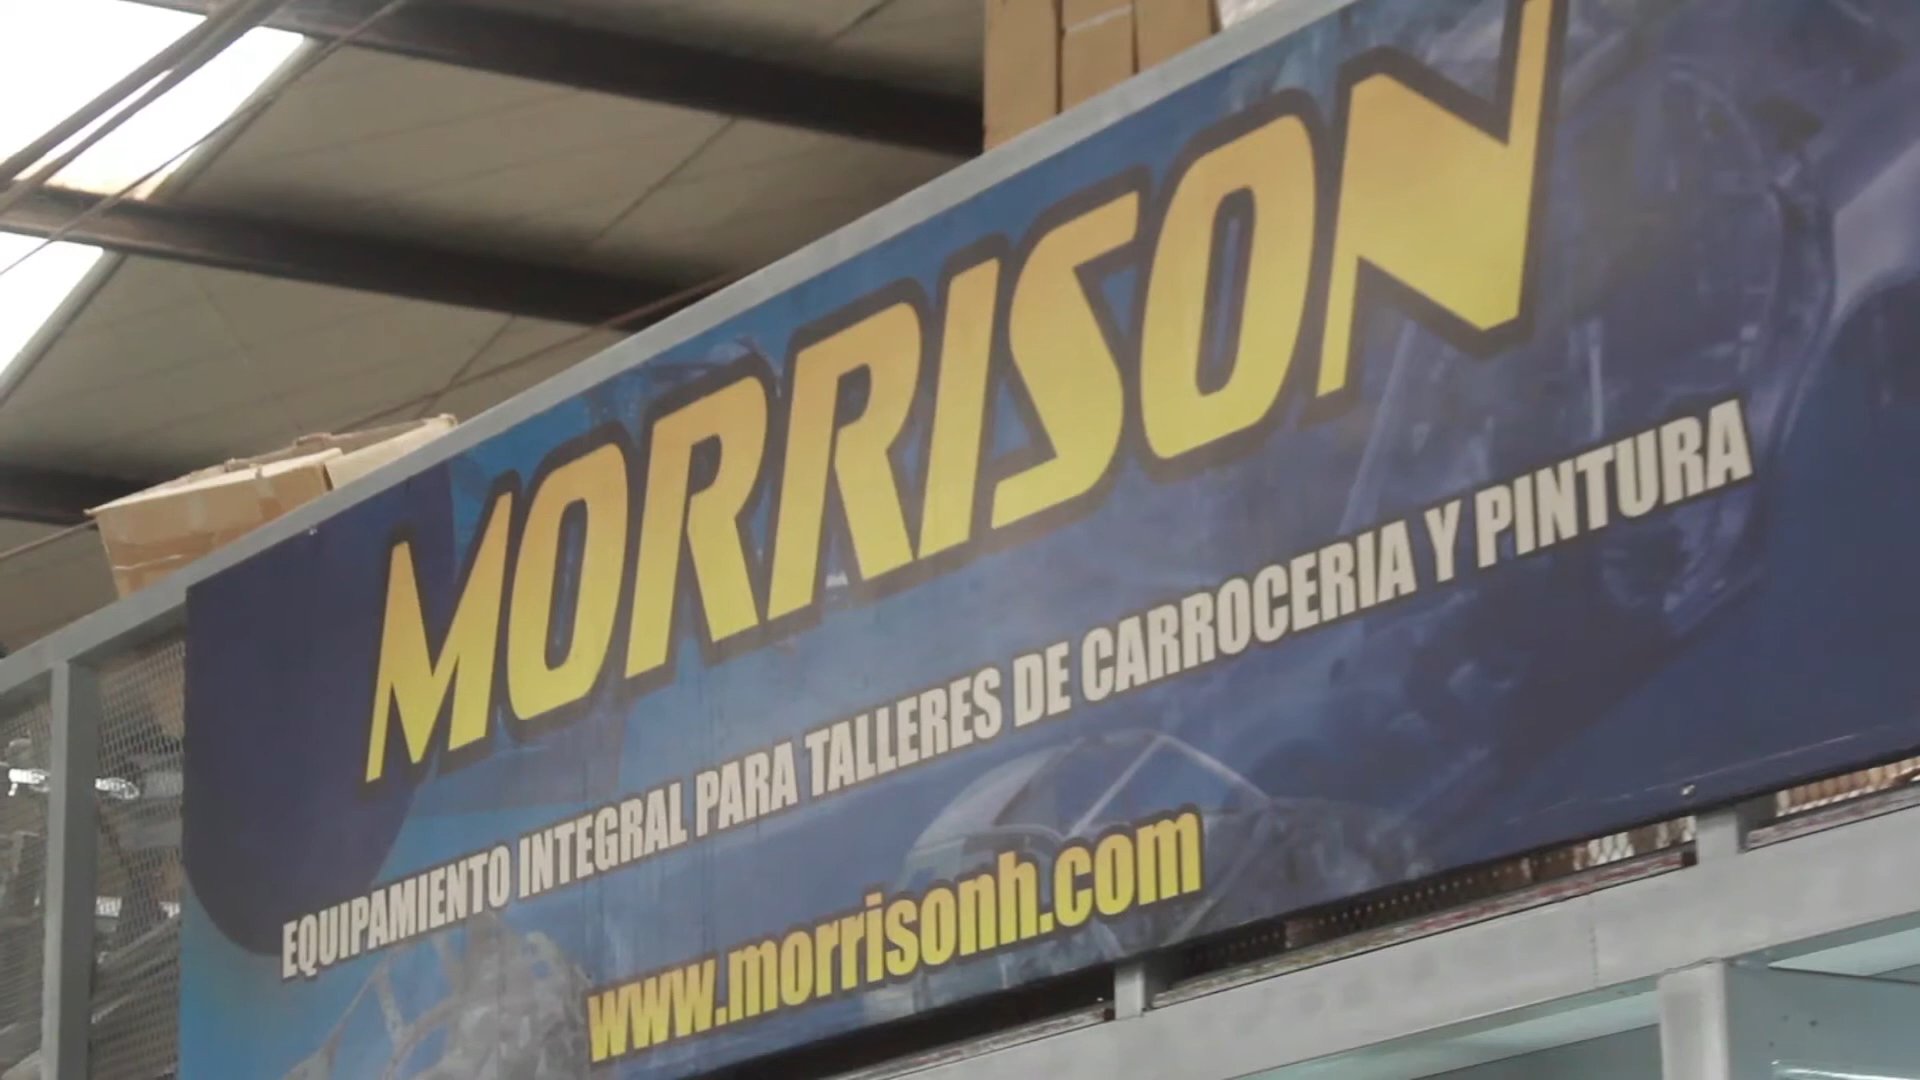 MORRISON
EQUIPAMIENTO INTEGRAL PARA TALLERES DE CARROCERIA Y PINTURA
www.morrisonh.com